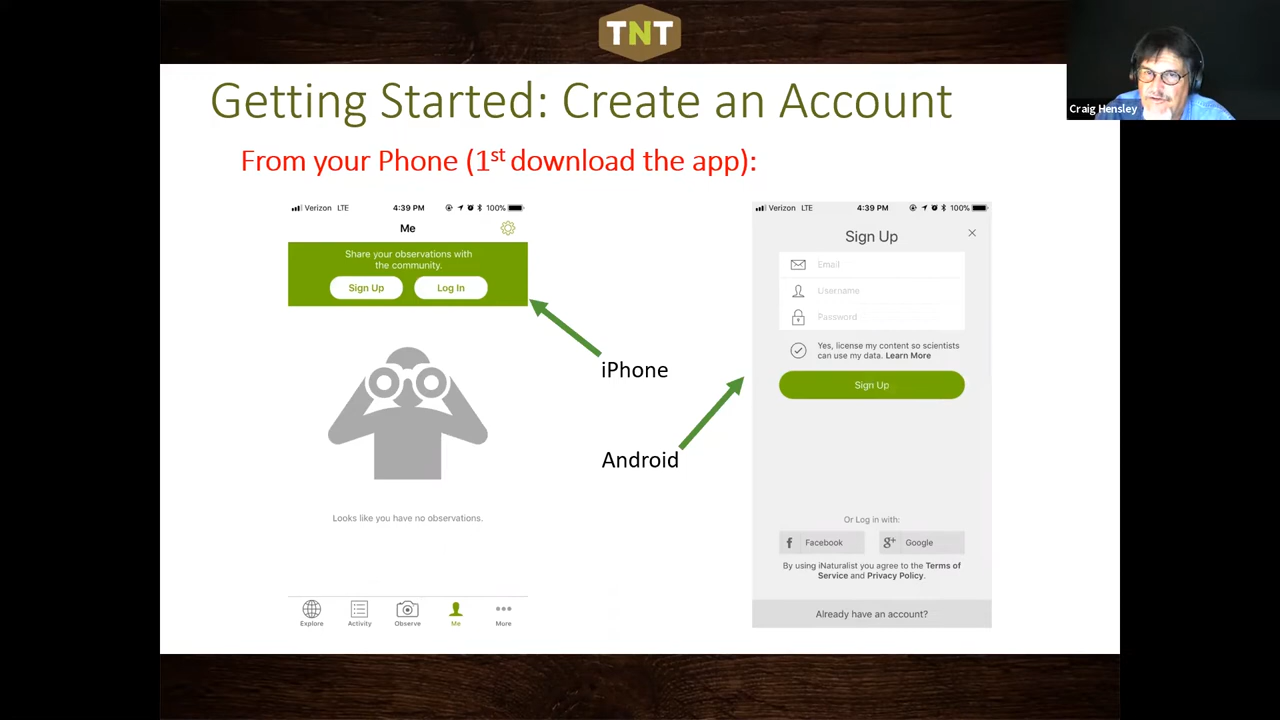 TNT
Craig Hensley
Getting Started: Create an Account
From your Phone (1st download the app):
Verizon LTE 4:39 PM 100%
Me
Share your observations with
the community.
Sign Up Log In
Looks like you have no observations.
Explore Activity Observe Me More
iPhone
Android
Verizon LTE 4:39 PM 100%
Sign Up
Email
Username
Password
Yes, license my content so scientists
can use my data. Learn More
Sign Up
Or Log in with:
f Facebook g+ Google
By using iNaturalist you agree to the Terms of
Service and Privacy Policy.
Already have an account?